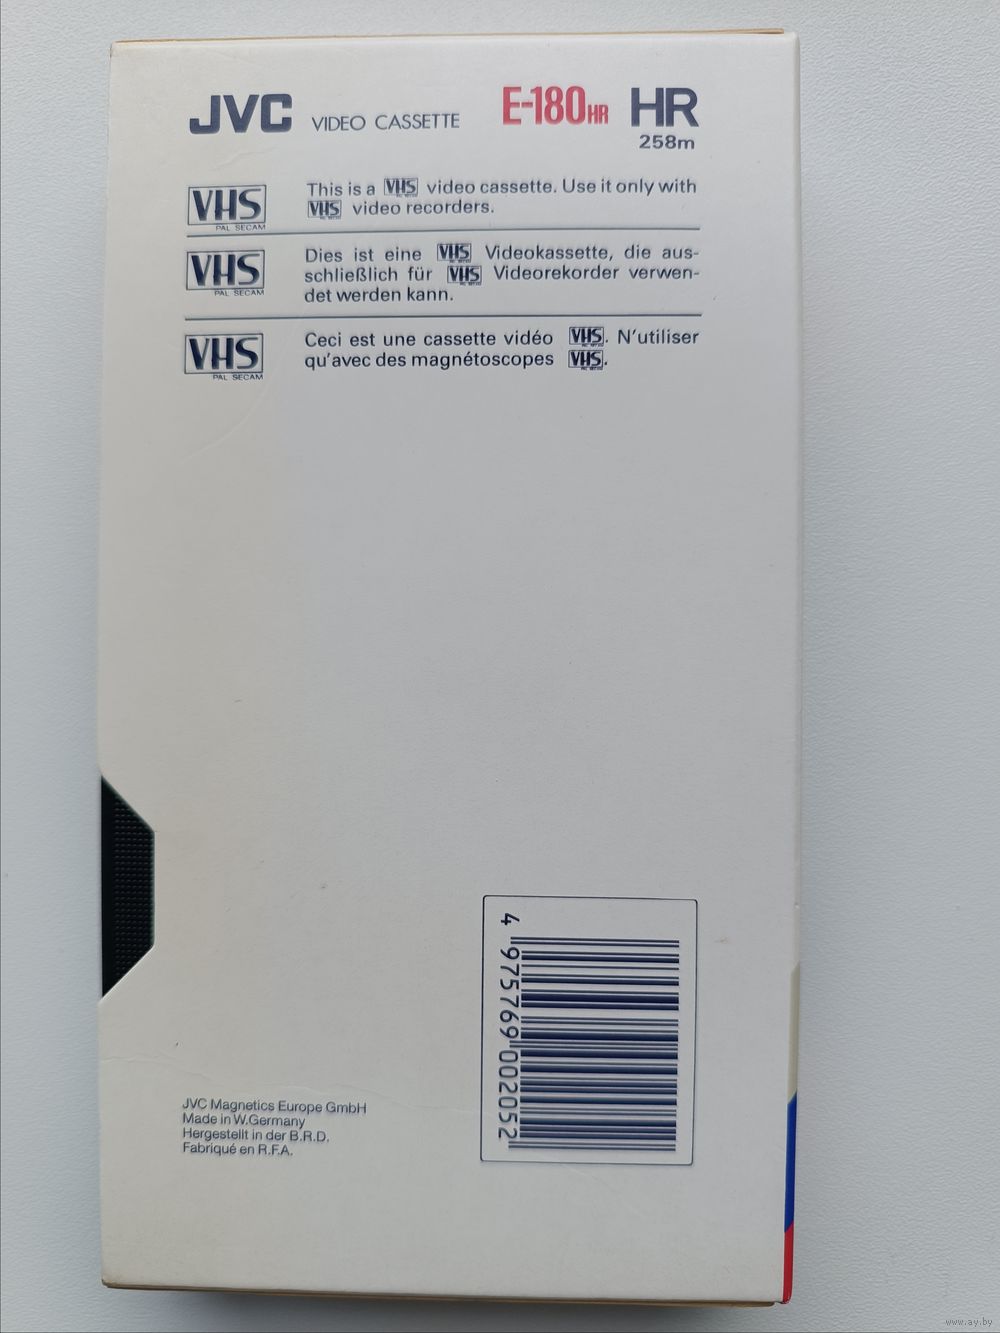 JVC VIDEO CASSETTE E-180HR HR
258m
VHS
PAL SECAM
This is a VHS video cassette. Use it only with
VHS video recorders.
VHS
PAL SECAM
Dies ist eine VHS Videokassette, die aus-
schließlich für VHS Videorekorder verwen-
det werden kann.
VHS
PAL SECAM
Ceci est une cassette vidéo VHS. N'utiliser
qu'avec des magnétoscopes VHS.
4 975769 002052
JVC Magnetics Europe GmbH
Made in W.Germany
Hergestellt in der B.R.D.
Fabriqué en R.F.A.
www.ay.by